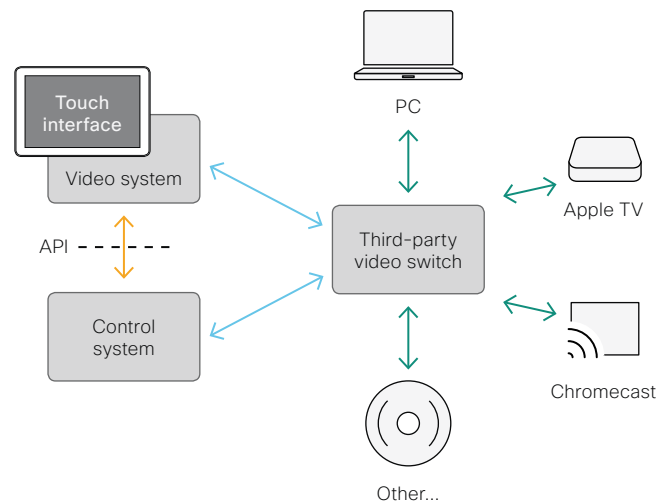 PC
Touch
interface
Video system
Apple TV
API
Third-party
video switch
Control
system
Chromecast
Other...